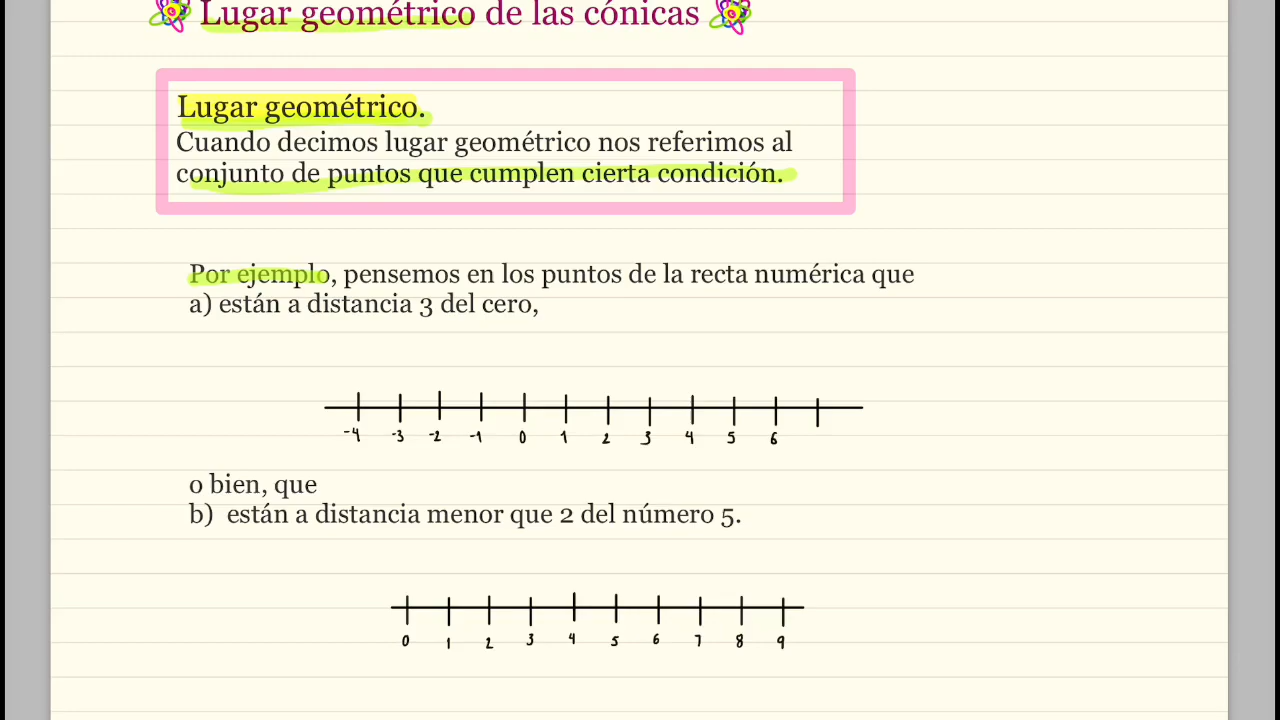 Lugar geométrico de las cónicas
Lugar geométrico.
Cuando decimos lugar geométrico nos referimos al
conjunto de puntos que cumplen cierta condición.
Por ejemplo, pensemos en los puntos de la recta numérica que
a) están a distancia 3 del cero,
-4 -3 -2 -1 0 1 2 3 4 5 6
o bien, que
b) están a distancia menor que 2 del número 5.
0 1 2 3 4 5 6 7 8 9